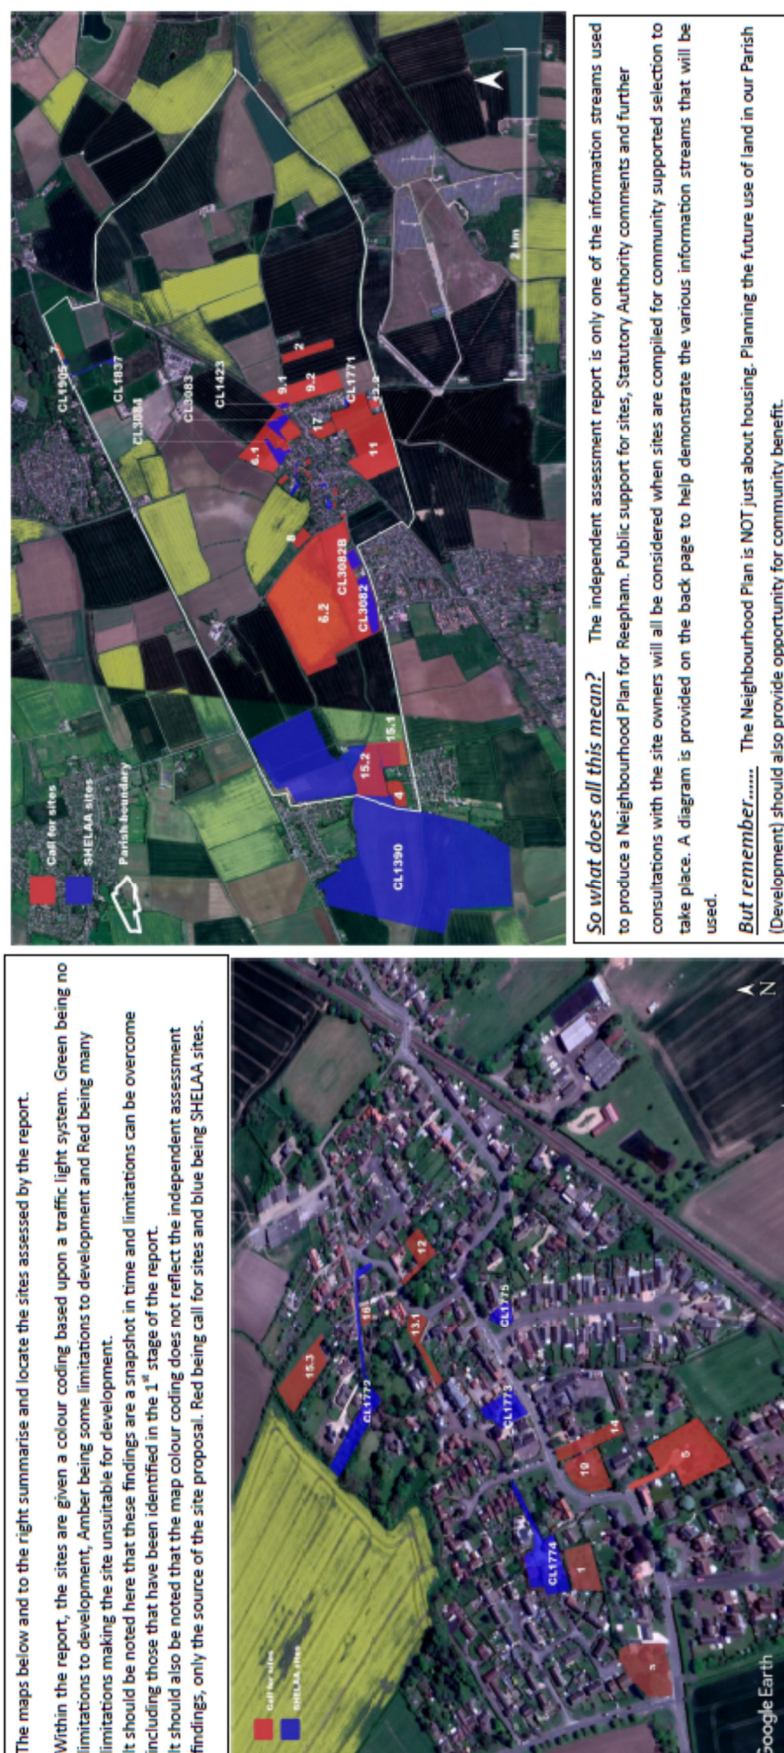 The maps below and to the right summarise and locate the sites assessed by the report.
Within the report, the sites are given a colour coding based upon a traffic light system. Green being no
limitations to development, Amber being some limitations to development and Red being many
limitations making the site unsuitable for development.
It should be noted here that these findings are a snapshot in time and limitations can be overcome
including those that have been identified in the 1st stage of the report.
It should also be noted that the map colour coding does not reflect the independent assessment
findings, only the source of the site proposal. Red being call for sites and blue being SHELAA sites.
Call for sites
SHELAA sites
15.3
CL1772
16
12
13.1
CL1775
CL1773
14
10
5
CL1774
1
3
Google Earth
N
Call for sites
SHELAA sites
Parish boundary
CL1905
7
CL1837
CL3084
CL3083
CL1423
2
9.1
9.2
6.1
17
CL1771
11
8
6.2
CL3082B
CL3082
15.1
15.2
4
CL1390
2 km
So what does all this mean? The independent assessment report is only one of the information streams used
to produce a Neighbourhood Plan for Reepham. Public support for sites, Statutory Authority comments and further
consultations with the site owners will all be considered when sites are compiled for community supported selection to
take place. A diagram is provided on the back page to help demonstrate the various information streams that will be
used.
But remember...... The Neighbourhood Plan is NOT just about housing. Planning the future use of land in our Parish
(Development) should also provide opportunity for community benefit.